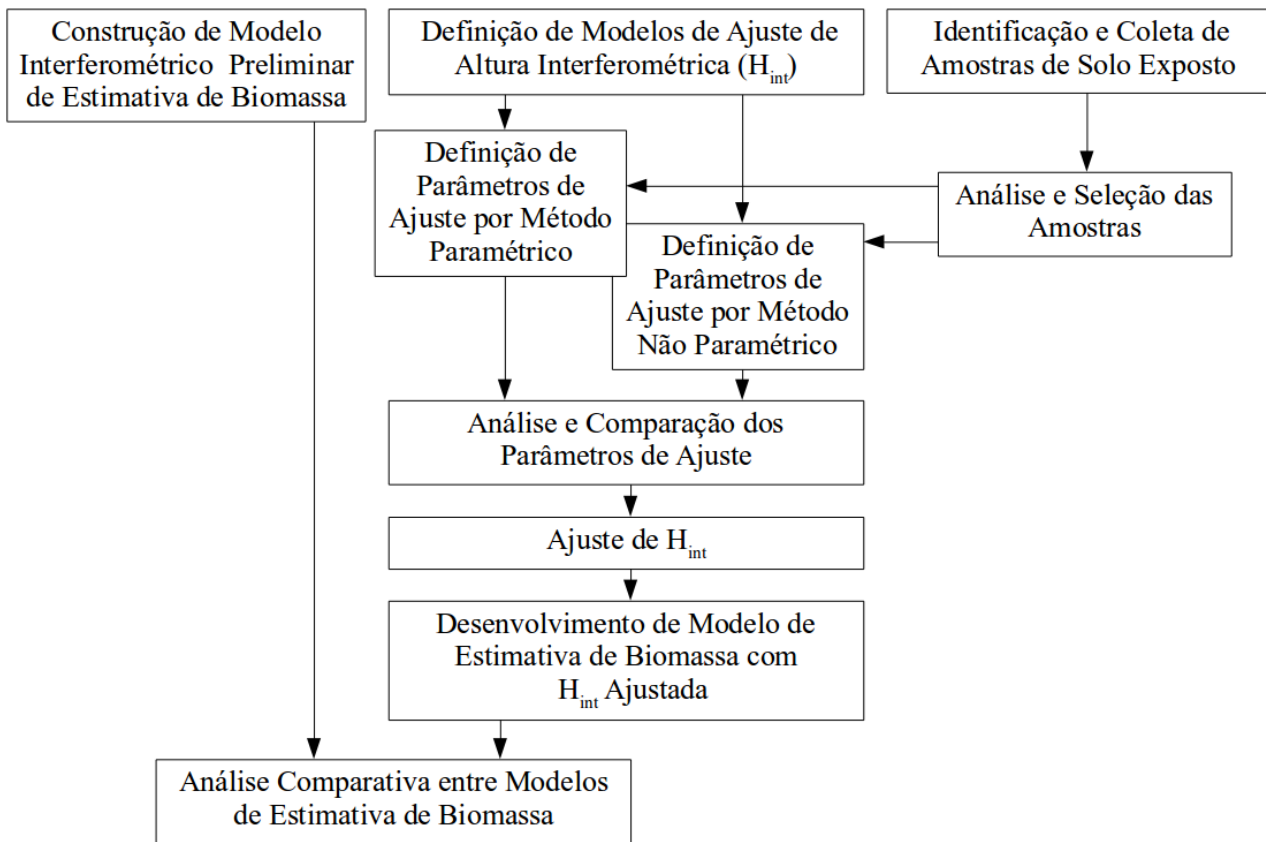 Construção de Modelo
Interferométrico Preliminar
de Estimativa de Biomassa
Definição de Modelos de Ajuste de
Altura Interferométrica (H_int)
Identificação e Coleta de
Amostras de Solo Exposto
Definição de
Parâmetros de
Ajuste por Método
Paramétrico
Análise e Seleção das
Amostras
Definição de
Parâmetros de
Ajuste por Método
Não Paramétrico
Análise e Comparação dos
Parâmetros de Ajuste
Ajuste de H_int
Desenvolvimento de Modelo de
Estimativa de Biomassa com
H_int Ajustada
Análise Comparativa entre Modelos
de Estimativa de Biomassa